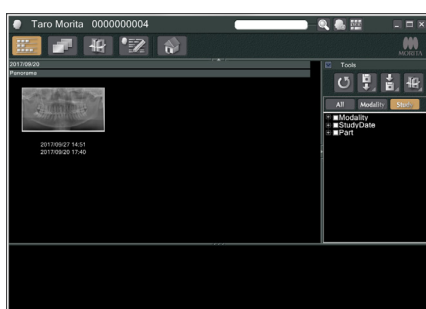 Taro Morita 0000000004
MORITA
2017/09/20
Panorama
Tools
All Modality Study
Modality
StudyDate
Part
2017/09/27 14:51
2017/09/20 17:40